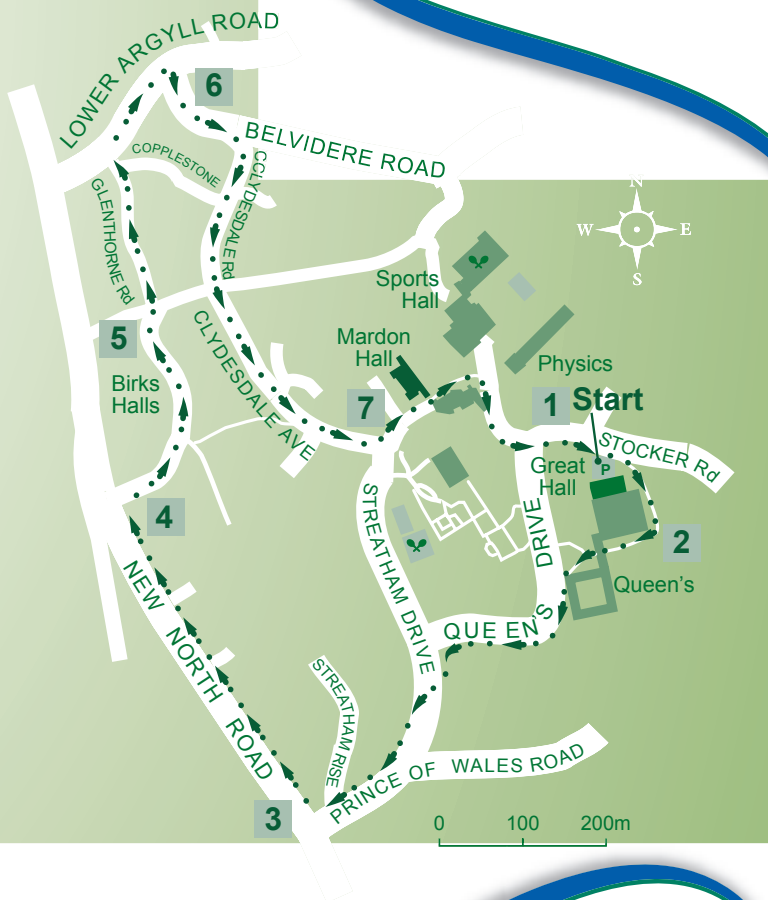 LOWER ARGYLL ROAD
6
BELVIDERE ROAD
COPPLESTONE
CCLYDESDALE Rd
GLENTHORNE Rd
N
W
E
S
Sports
Hall
5
Mardon
Hall
Physics
CLYDESDALE AVE
Birks
Halls
7
1
Start
STOCKER Rd
Great
Hall
P
4
STREATHAM DRIVE
QUEEN'S DRIVE
2
Queen's
NEW NORTH ROAD
STREATHAM RISE
PRINCE OF WALES ROAD
3
0 100 200m